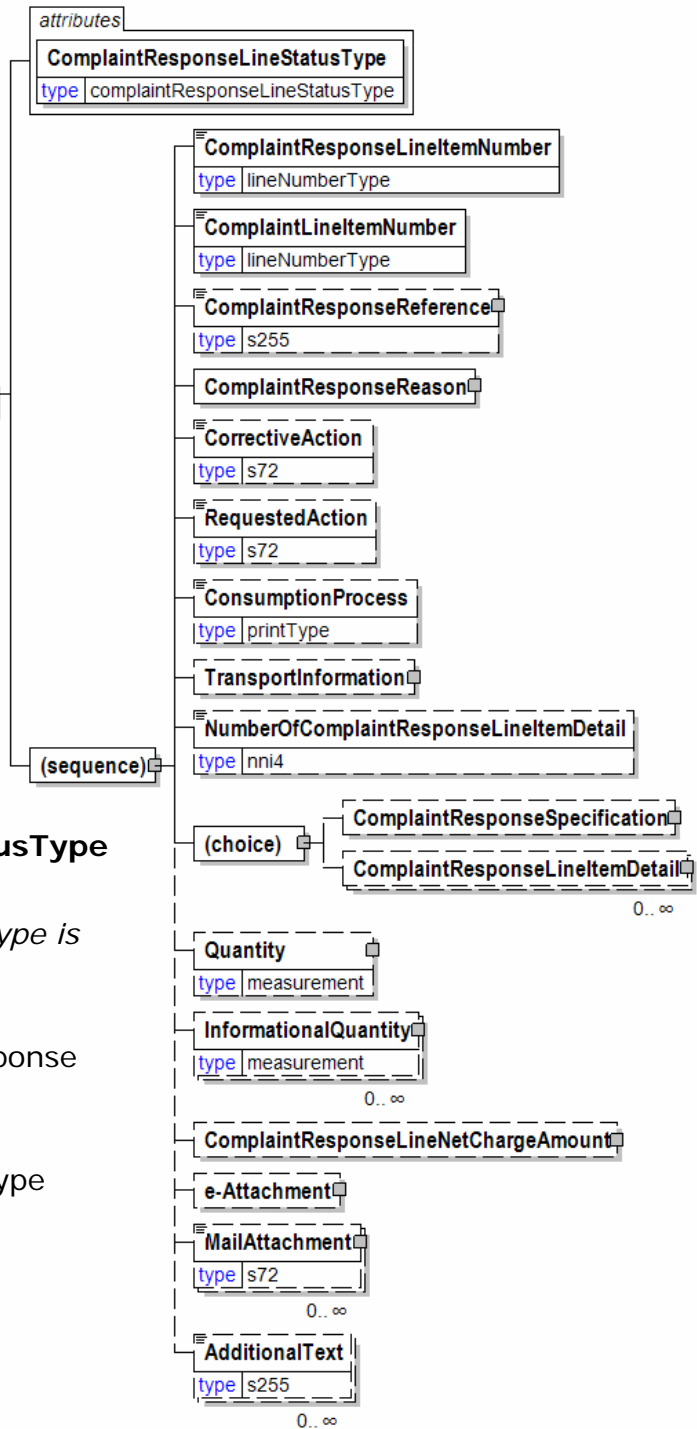 attributes
ComplaintResponseLineStatusType
type complaintResponseLineStatusType
ComplaintResponseLineItemNumber
type lineNumberType
ComplaintLineItemNumber
type lineNumberType
ComplaintResponseReference
type s255
ComplaintResponseReason
CorrectiveAction
type s72
RequestedAction
type s72
ConsumptionProcess
type printType
TransportInformation
NumberOfComplaintResponseLineItemDetail
type nni4
(sequence)
(choice)
ComplaintResponseSpecification
ComplaintResponseLineItemDetail
0.. ∞
usType
ype is
ponse
ype
Quantity
type measurement
InformationalQuantity
type measurement
0.. ∞
ComplaintResponseLineNetChargeAmount
e-Attachment
MailAttachment
type s72
0.. ∞
AdditionalText
type s255
0.. ∞